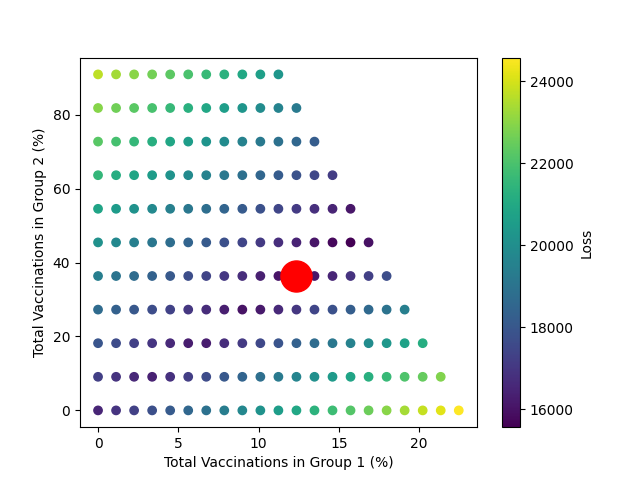 80
60
40
20
0
0 5 10 15 20
Total Vaccinations in Group 2 (%)
Total Vaccinations in Group 1 (%)
24000
22000
20000
18000
16000
Loss